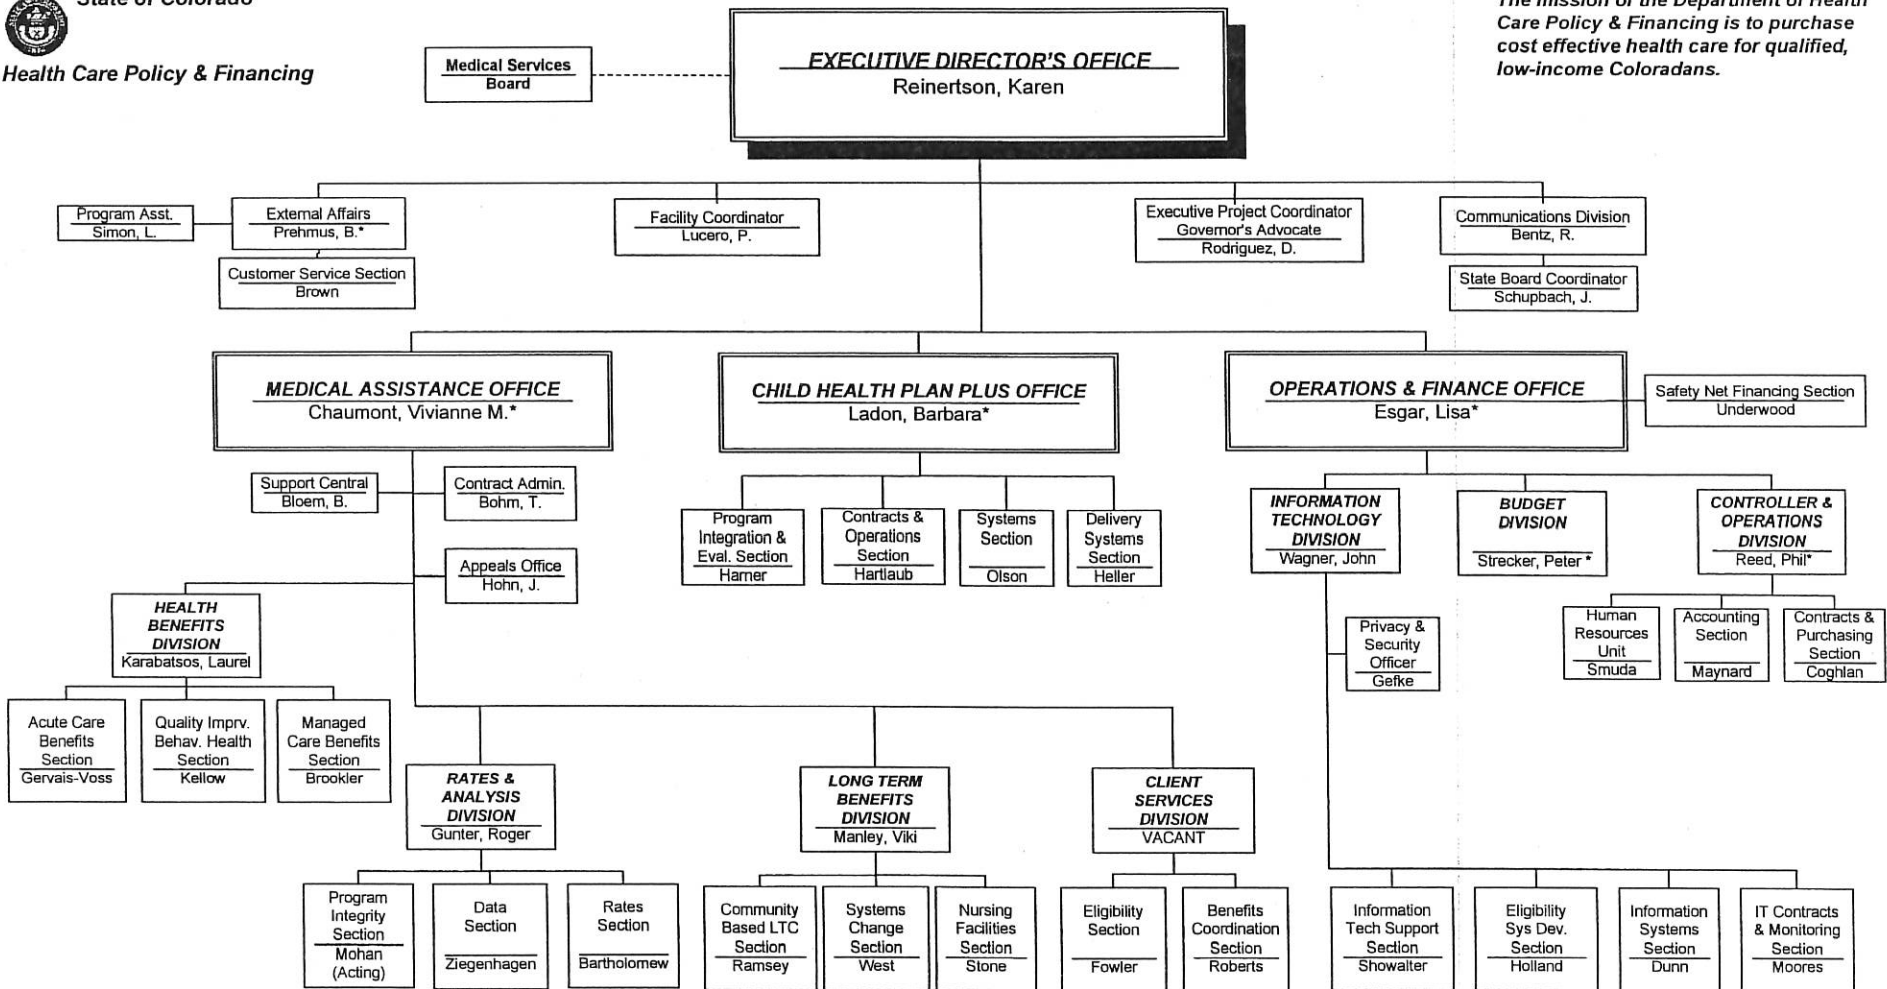 State of Colorado
Health Care Policy & Financing
The mission of the Department of Health
Care Policy & Financing is to purchase
cost effective health care for qualified,
low-income Coloradans.
Medical Services
Board
EXECUTIVE DIRECTOR'S OFFICE
Reinertson, Karen
Program Asst.
Simon, L.
External Affairs
Prehmus, B.*
Customer Service Section
Brown
Facility Coordinator
Lucero, P.
Executive Project Coordinator
Governor's Advocate
Rodriguez, D.
Communications Division
Bentz, R.
State Board Coordinator
Schupbach, J.
MEDICAL ASSISTANCE OFFICE
Chaumont, Vivianne M.*
CHILD HEALTH PLAN PLUS OFFICE
Ladon, Barbara*
OPERATIONS & FINANCE OFFICE
Esgar, Lisa*
Safety Net Financing Section
Underwood
Support Central
Bloem, B.
Contract Admin.
Bohm, T.
Appeals Office
Hohn, J.
Program
Integration &
Eval. Section
Harner
Contracts &
Operations
Section
Hartlaub
Systems
Section
Olson
Delivery
Systems
Section
Heller
INFORMATION
TECHNOLOGY
DIVISION
Wagner, John
BUDGET
DIVISION
Strecker, Peter *
CONTROLLER &
OPERATIONS
DIVISION
Reed, Phil*
Privacy &
Security
Officer
Gefke
Human
Resources
Unit
Smuda
Accounting
Section
Maynard
Contracts &
Purchasing
Section
Coghlan
HEALTH
BENEFITS
DIVISION
Karabatsos, Laurel
Acute Care
Benefits
Section
Gervais-Voss
Quality Imprv.
Behav. Health
Section
Kellow
Managed
Care Benefits
Section
Brookler
RATES &
ANALYSIS
DIVISION
Gunter, Roger
LONG TERM
BENEFITS
DIVISION
Manley, Viki
CLIENT
SERVICES
DIVISION
VACANT
Program
Integrity
Section
Mohan
(Acting)
Data
Section
Ziegenhagen
Rates
Section
Bartholomew
Community
Based LTC
Section
Ramsey
Systems
Change
Section
West
Nursing
Facilities
Section
Stone
Eligibility
Section
Fowler
Benefits
Coordination
Section
Roberts
Information
Tech Support
Section
Showalter
Eligibility
Sys Dev.
Section
Holland
Information
Systems
Section
Dunn
IT Contracts
& Monitoring
Section
Moores